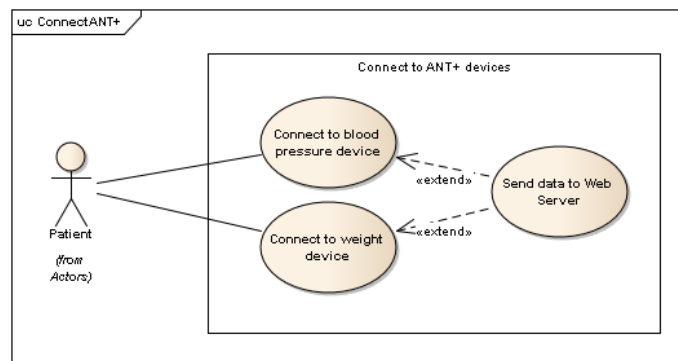 uc ConnectANT+
Connect to ANT+ devices
Connect to blood
pressure device
«extend»
Send data to Web
Server
Connect to weight
device
«extend»
Patient
(from
Actors)